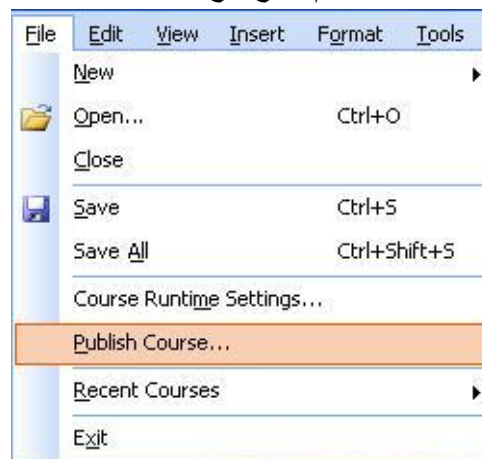 File Edit View Insert Format Tools
New
Open... Ctrl+O
Close
Save Ctrl+S
Save All Ctrl+Shift+S
Course Runtime Settings...
Publish Course...
Recent Courses
Exit